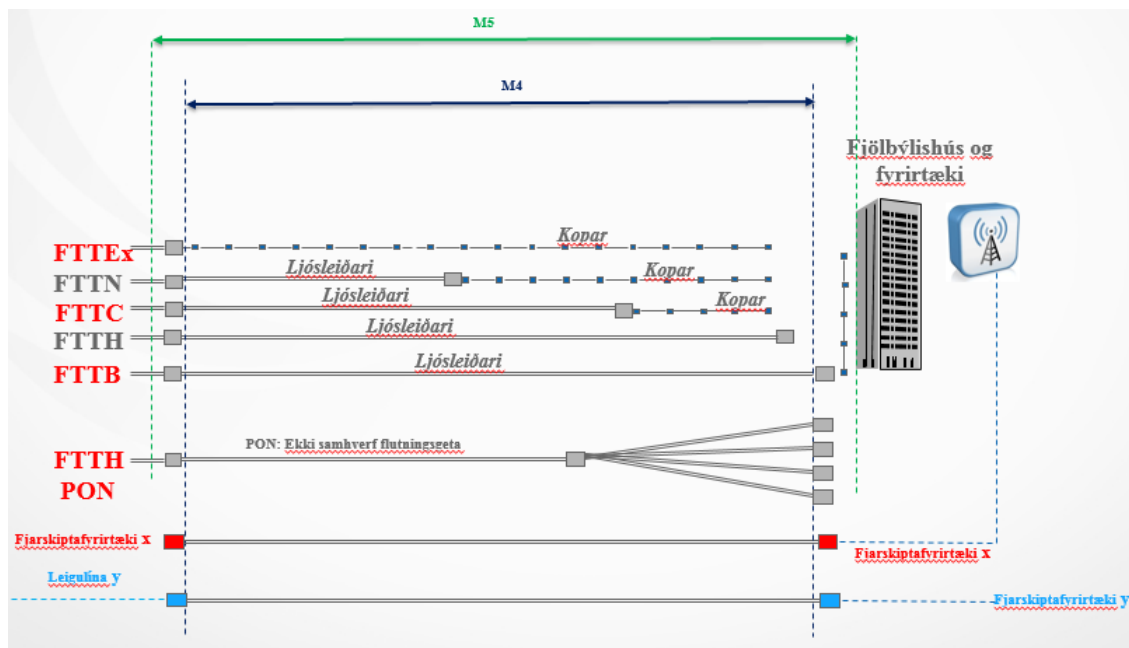 M5
M4
Fjölbýlishús og
fyrirtæki
FTTEx
Kopar
FTTN
Ljósleiðari
Kopar
FTTC
Ljósleiðari
Kopar
FTTH
Ljósleiðari
FTTB
Ljósleiðari
PON: Ekki samhverf flutningsgeta
FTTH
PON
Fjarskiptafyrirtæki x
Fjarskiptafyrirtæki x
Leigulína y
Fjarskiptafyrirtæki y